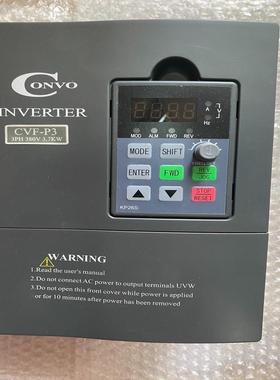 CONVO
INVERTER
CVF-P3
3PH 380V 3.7KW
A
V
Hz
MOD ALM FWD REV
MODE SHIFT
ENTER FWD REV
JOG
STOP
RESET
WARNING
1.Read the user's manual
2.Do not connect AC power to output terminals UVW
3.Do not open this front cover while power is applied
or for 10 minutes after power has been removed